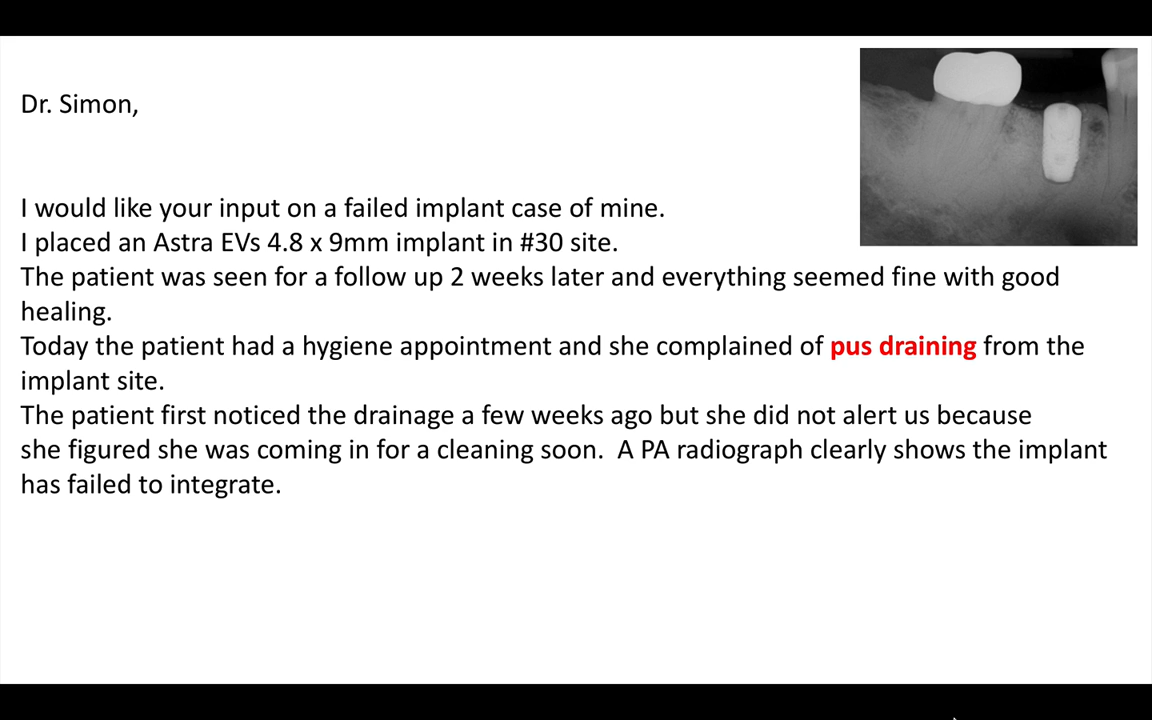 Dr. Simon,
I would like your input on a failed implant case of mine.
I placed an Astra EVs 4.8 x 9mm implant in #30 site.
The patient was seen for a follow up 2 weeks later and everything seemed fine with good
healing.
Today the patient had a hygiene appointment and she complained of pus draining from the
implant site.
The patient first noticed the drainage a few weeks ago but she did not alert us because
she figured she was coming in for a cleaning soon.  A PA radiograph clearly shows the implant
has failed to integrate.